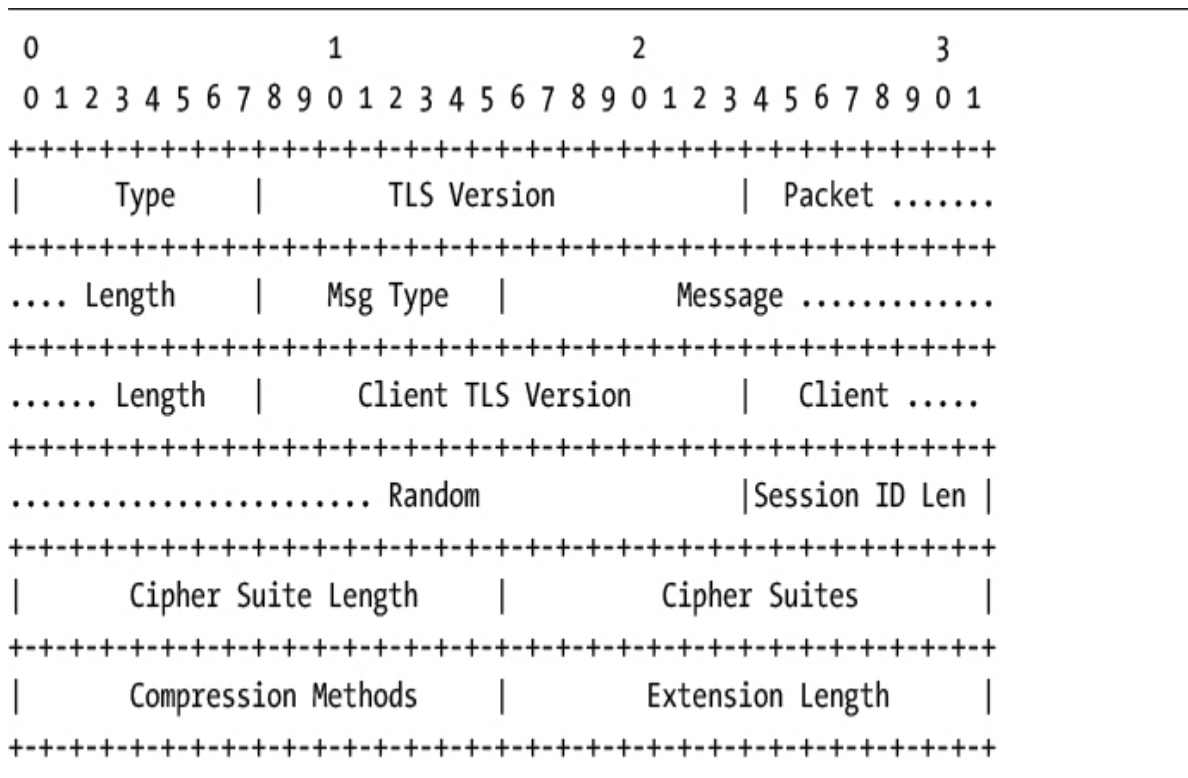 0 1 2 3
0 1 2 3 4 5 6 7 8 9 0 1 2 3 4 5 6 7 8 9 0 1 2 3 4 5 6 7 8 9 0 1
+-+-+-+-+-+-+-+-+-+-+-+-+-+-+-+-+-+-+-+-+-+-+-+-+-+-+-+-+-+-+-+-+
| Type | TLS Version | Packet .......
+-+-+-+-+-+-+-+-+-+-+-+-+-+-+-+-+-+-+-+-+-+-+-+-+-+-+-+-+-+-+-+-+
.... Length | Msg Type | Message .............
+-+-+-+-+-+-+-+-+-+-+-+-+-+-+-+-+-+-+-+-+-+-+-+-+-+-+-+-+-+-+-+-+
...... Length | Client TLS Version | Client .....
+-+-+-+-+-+-+-+-+-+-+-+-+-+-+-+-+-+-+-+-+-+-+-+-+-+-+-+-+-+-+-+-+
........................ Random |Session ID Len |
+-+-+-+-+-+-+-+-+-+-+-+-+-+-+-+-+-+-+-+-+-+-+-+-+-+-+-+-+-+-+-+-+
| Cipher Suite Length | Cipher Suites |
+-+-+-+-+-+-+-+-+-+-+-+-+-+-+-+-+-+-+-+-+-+-+-+-+-+-+-+-+-+-+-+-+
| Compression Methods | Extension Length |
+-+-+-+-+-+-+-+-+-+-+-+-+-+-+-+-+-+-+-+-+-+-+-+-+-+-+-+-+-+-+-+-+